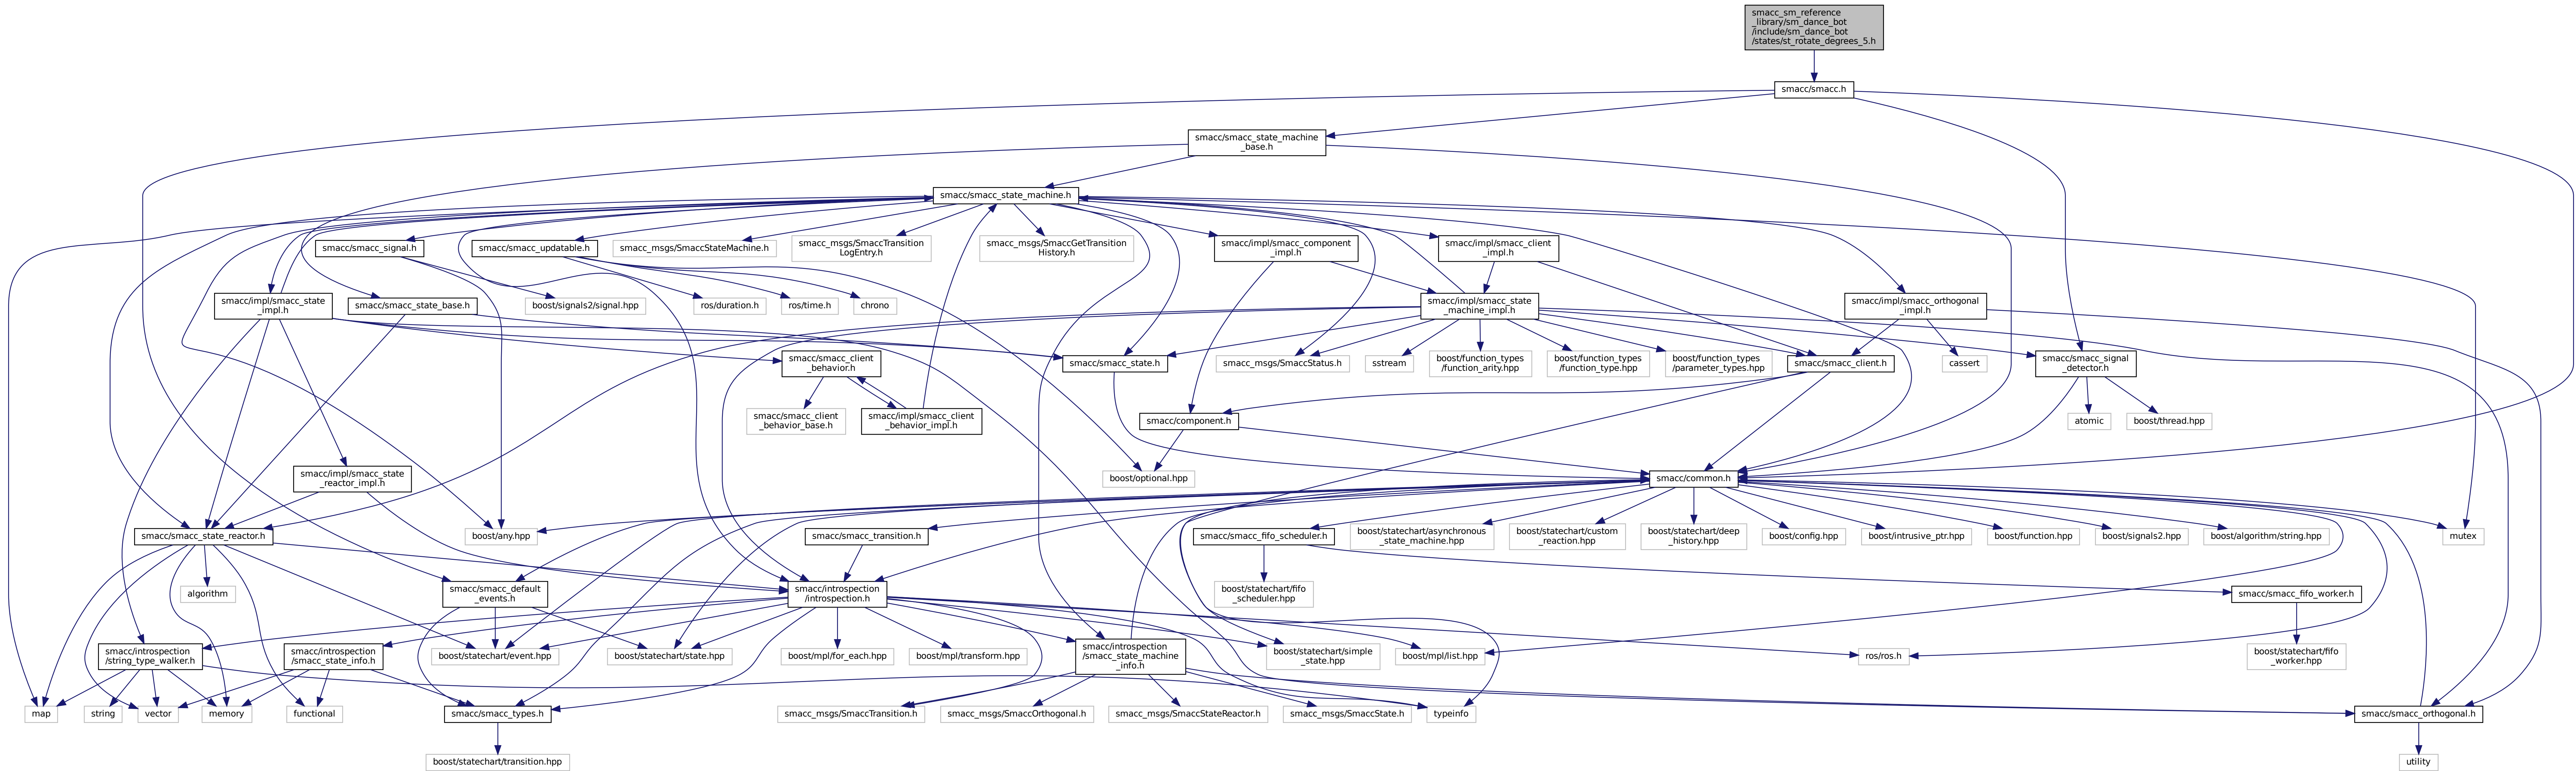 smacc_sm_reference
_library/sm_dance_bot
/include/sm_dance_bot
/states/st_rotate_degrees_5.h
smacc/smacc.h
smacc/smacc_state_machine
_base.h
smacc/smacc_state_machine.h
smacc/smacc_signal.h
smacc/smacc_updatable.h
smacc_msgs/SmaccStateMachine.h
smacc_msgs/SmaccTransition
LogEntry.h
smacc_msgs/SmaccGetTransition
History.h
smacc/impl/smacc_component
_impl.h
smacc/impl/smacc_client
_impl.h
smacc/impl/smacc_state
_impl.h
smacc/smacc_state_base.h
boost/signals2/signal.hpp
ros/duration.h
ros/time.h
chrono
smacc/impl/smacc_state
_machine_impl.h
smacc/impl/smacc_orthogonal
_impl.h
smacc/smacc_client
_behavior.h
smacc/smacc_state.h
smacc_msgs/SmaccStatus.h
sstream
boost/function_types
/function_arity.hpp
boost/function_types
/function_type.hpp
boost/function_types
/parameter_types.hpp
smacc/smacc_client.h
cassert
smacc/smacc_signal
_detector.h
smacc/smacc_client
_behavior_base.h
smacc/impl/smacc_client
_behavior_impl.h
smacc/component.h
atomic
boost/thread.hpp
smacc/impl/smacc_state
_reactor_impl.h
boost/optional.hpp
smacc/common.h
smacc/smacc_state_reactor.h
boost/any.hpp
smacc/smacc_transition.h
smacc/smacc_fifo_scheduler.h
boost/statechart/asynchronous
_state_machine.hpp
boost/statechart/custom
_reaction.hpp
boost/statechart/deep
_history.hpp
boost/config.hpp
boost/intrusive_ptr.hpp
boost/function.hpp
boost/signals2.hpp
boost/algorithm/string.hpp
mutex
algorithm
smacc/smacc_default
_events.h
smacc/introspection
/introspection.h
boost/statechart/fifo
_scheduler.hpp
smacc/smacc_fifo_worker.h
smacc/introspection
/string_type_walker.h
smacc/introspection
/smacc_state_info.h
boost/statechart/event.hpp
boost/statechart/state.hpp
boost/mpl/for_each.hpp
boost/mpl/transform.hpp
smacc/introspection
/smacc_state_machine
_info.h
boost/statechart/simple
_state.hpp
boost/mpl/list.hpp
ros/ros.h
boost/statechart/fifo
_worker.hpp
map
string
vector
memory
functional
smacc/smacc_types.h
smacc_msgs/SmaccTransition.h
smacc_msgs/SmaccOrthogonal.h
smacc_msgs/SmaccStateReactor.h
smacc_msgs/SmaccState.h
typeinfo
smacc/smacc_orthogonal.h
boost/statechart/transition.hpp
utility